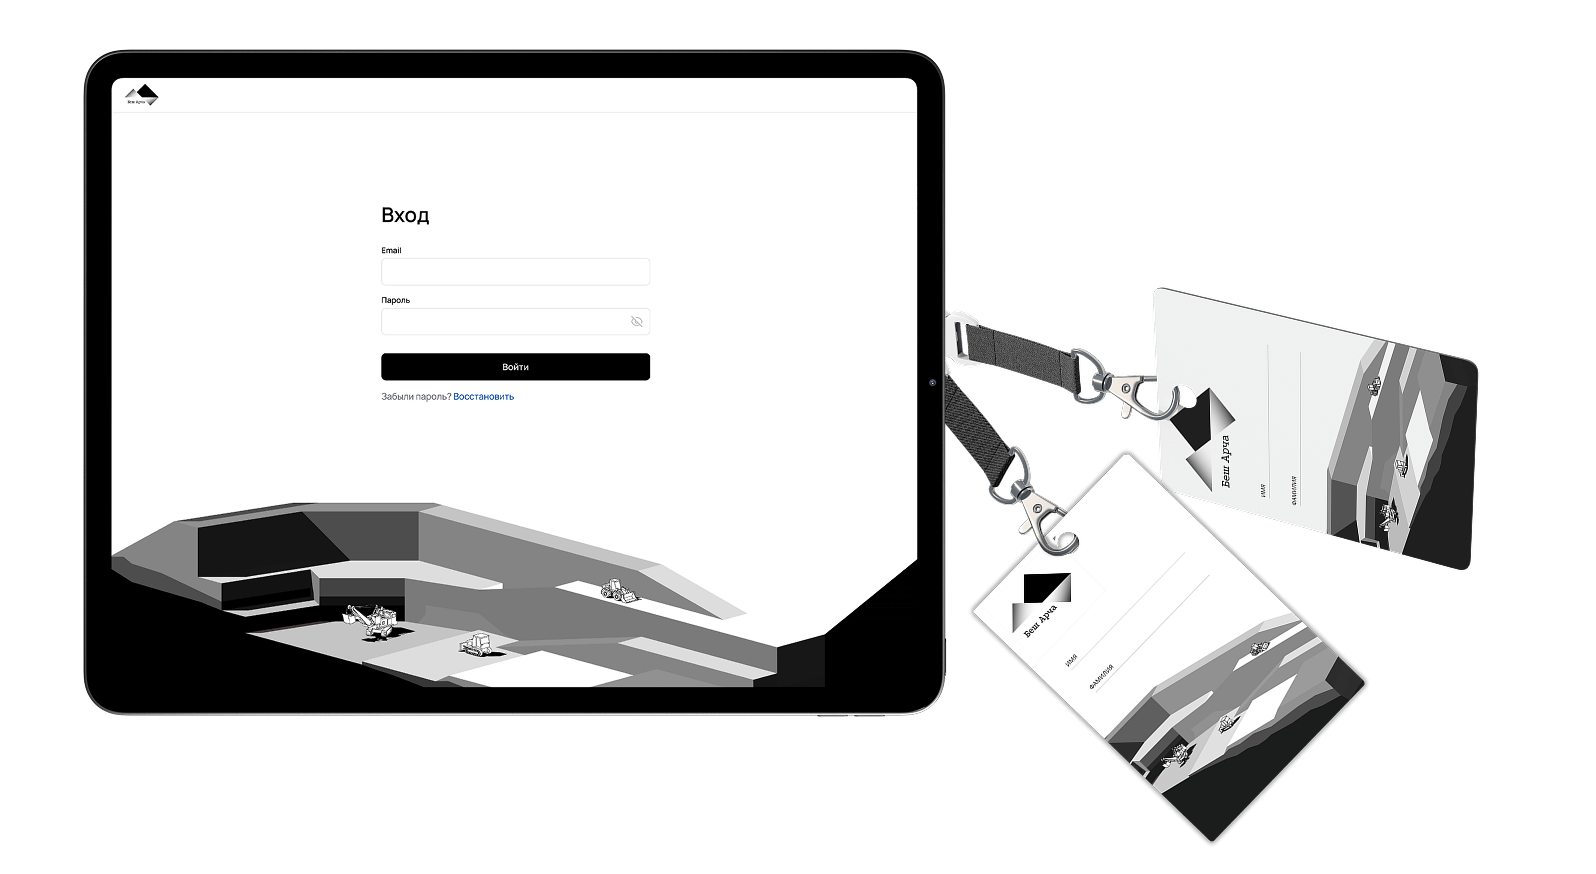 Беш Арча
Вход
Email
Пароль
Войти
Забыли пароль? Восстановить
Беш Арча
ИМЯ
ФАМИЛИЯ
Беш Арча
ИМЯ
ФАМИЛИЯ